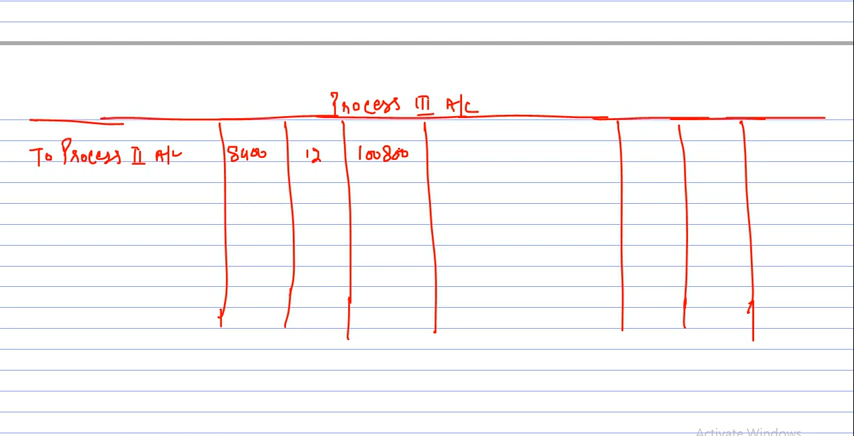 Process III A/C
To Process II A/c 8400 12 100800
Activate Windows